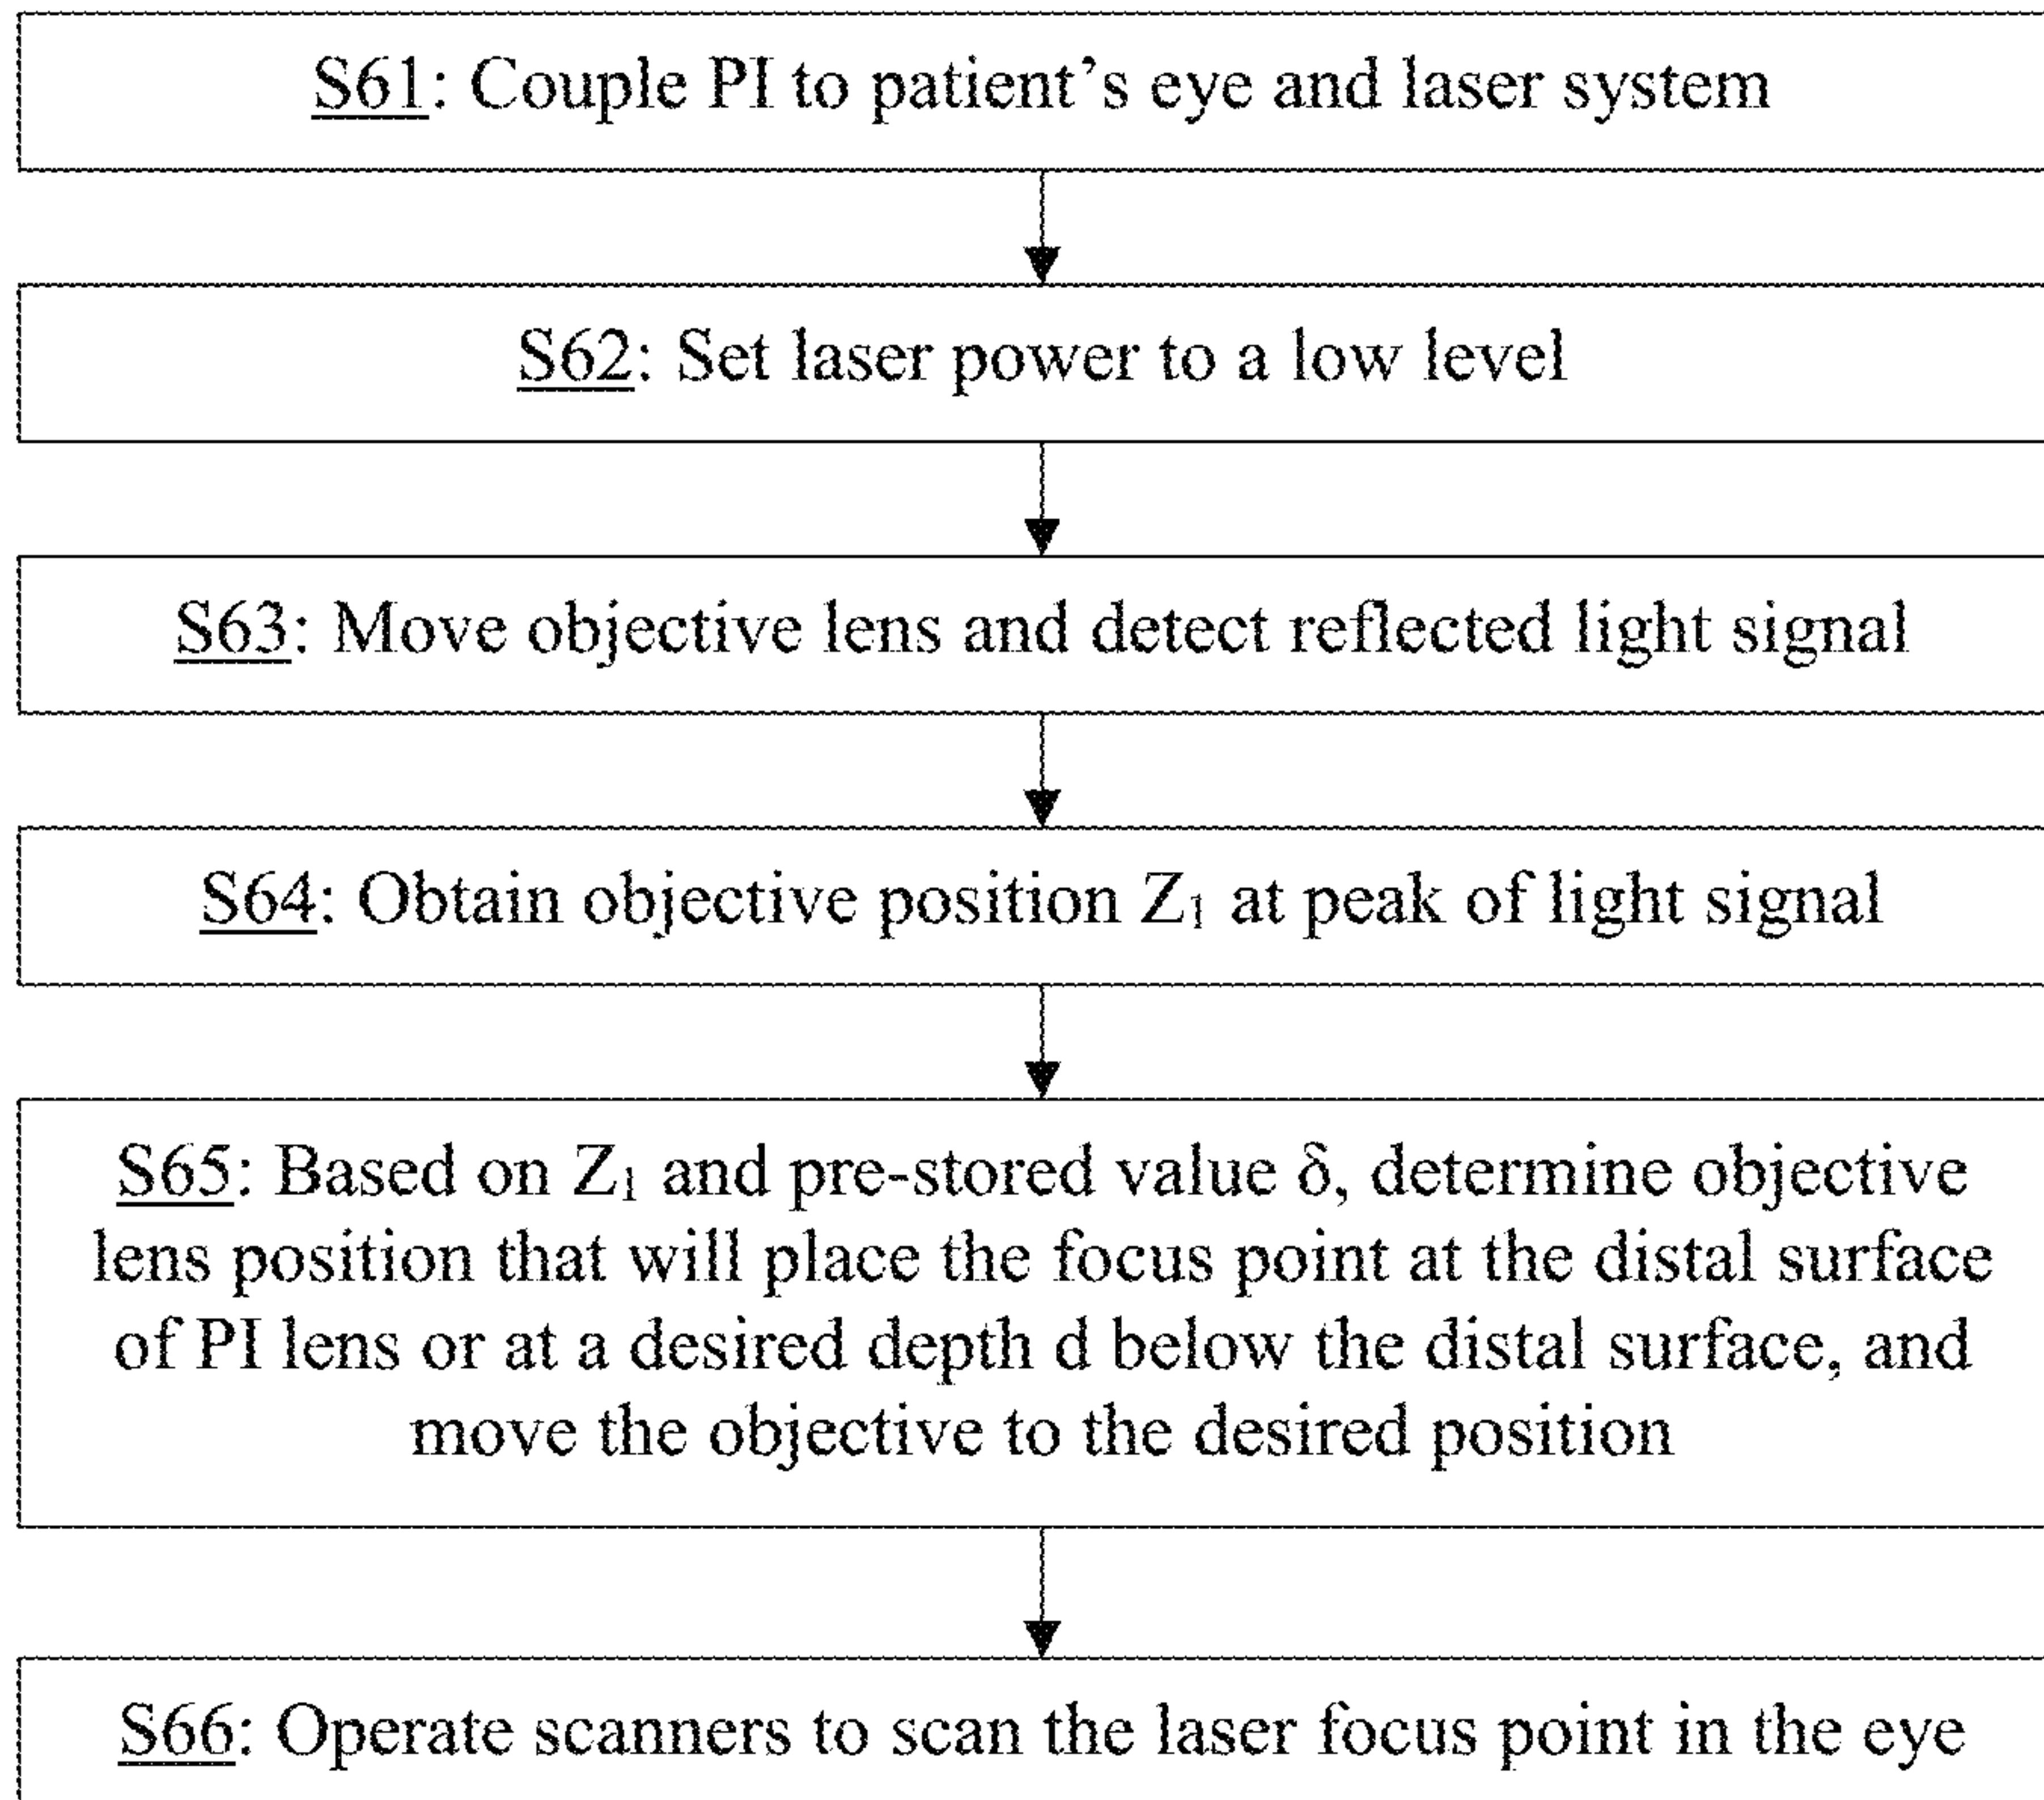 S61: Couple PI to patient's eye and laser system
S62: Set laser power to a low level
S63: Move objective lens and detect reflected light signal
S64: Obtain objective position Z₁ at peak of light signal
S65: Based on Z₁ and pre-stored value δ, determine objective
lens position that will place the focus point at the distal surface
of PI lens or at a desired depth d below the distal surface, and
move the objective to the desired position
S66: Operate scanners to scan the laser focus point in the eye